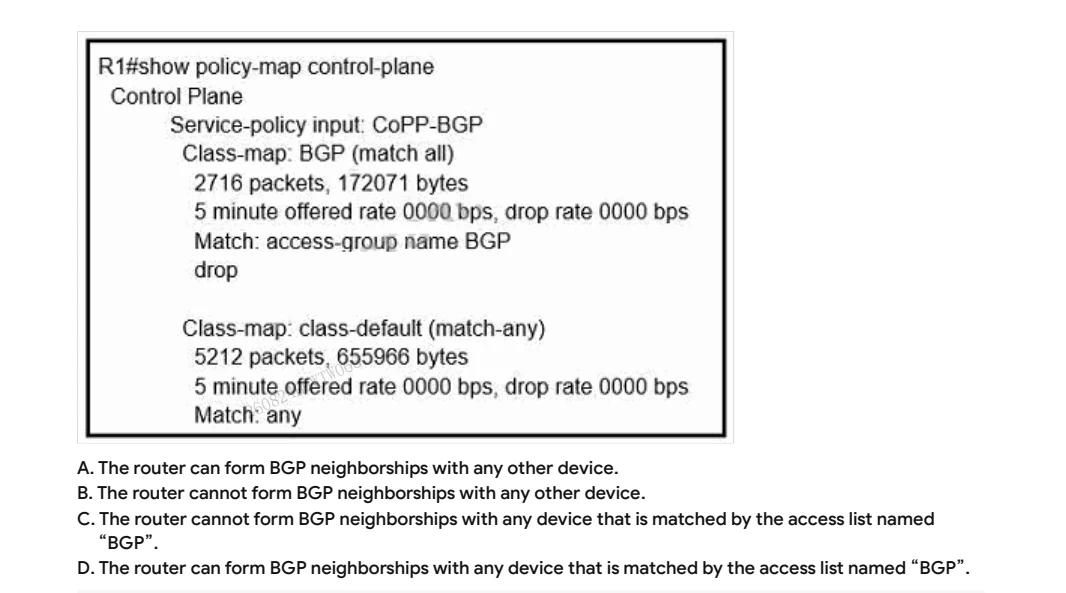 R1#show policy-map control-plane
Control Plane
Service-policy input: CoPP-BGP
Class-map: BGP (match all)
2716 packets, 172071 bytes
5 minute offered rate 0000 bps, drop rate 0000 bps
Match: access-group name BGP
drop
Class-map: class-default (match-any)
5212 packets, 655966 bytes
5 minute offered rate 0000 bps, drop rate 0000 bps
Match: any
A. The router can form BGP neighborships with any other device.
B. The router cannot form BGP neighborships with any other device.
C. The router cannot form BGP neighborships with any device that is matched by the access list named
“BGP”.
D. The router can form BGP neighborships with any device that is matched by the access list named “BGP”.